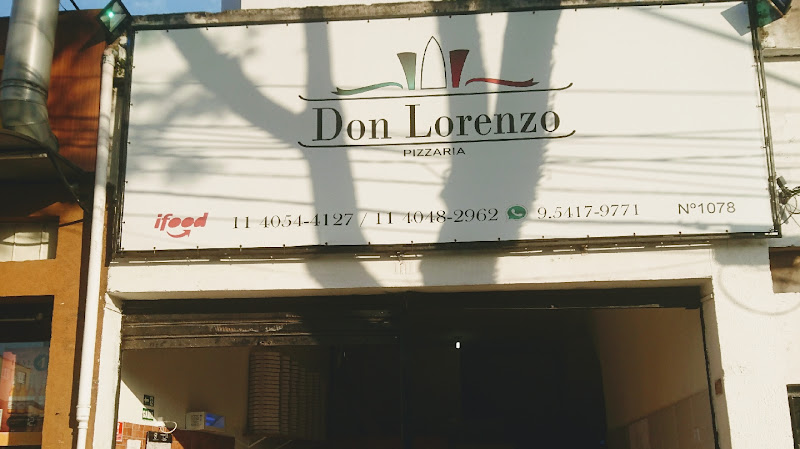 Don Lorenzo
PIZZARIA
ifood 11 4054-4127 / 11 4048-2962 9.5417-9771 Nº1078